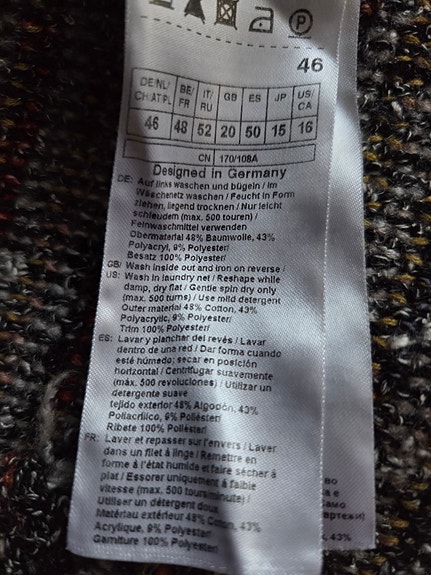 P
46
DE/NL/ BE/ IT/ GB ES JP US/
CH/AT/PL FR RU CA
46 48 52 20 50 15 16
CN 170/108A
Designed in Germany
DE: Auf links waschen und bügeln / im
Wäschenetz waschen / Feucht in Form
ziehen, liegend trocknen / Nur leicht
schleudern (max. 500 touren) /
Feinwaschmittel verwenden
Obermaterial 48% Baumwolle, 43%
Polyacryl, 9% Polyester/
Besatz 100% Polyester/
GB/ Wash inside out and iron on reverse /
US: Wash in laundry net / Reshape while
damp, dry flat / Gentle spin dry only
(max. 500 turns) / Use mild detergent
Outer material 48% Cotton, 43%
Polyacrylic, 9% Polyester/
Trim 100% Polyester/
ES: Lavar y planchar del revés / Lavar
dentro de una red / Dar forma cuando
esté húmedo; secar en posición
horizontal / Centrifugar suavemente
(máx. 500 revoluciones) / Utilizar un
detergente suave
tejido exterior 48% Algodón, 43%
Poliacrílico, 9% Poliéster/
Ribete 100% Poliéster/
FR: Laver et repasser sur l'envers / Laver
dans un filet à linge / Remettre en
forme à l'état humide et faire sécher à
plat / Essorer uniquement à faible
vitesse (max. 500 tours/minute) /
Utiliser un détergent doux
Matériau extérieur 48% Coton, 43%
Acrylique, 9% Polyester/
Garniture 100% Polyester/
, 43%